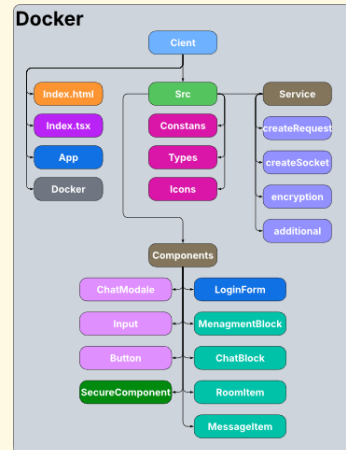 Docker
Cient
Index.html
Src
Service
Index.tsx
Constans
createRequest
App
Types
createSocket
Docker
Icons
encryption
additional
Components
ChatModale
LoginForm
Input
MenagmentBlock
Button
ChatBlock
SecureComponent
RoomItem
MessageItem